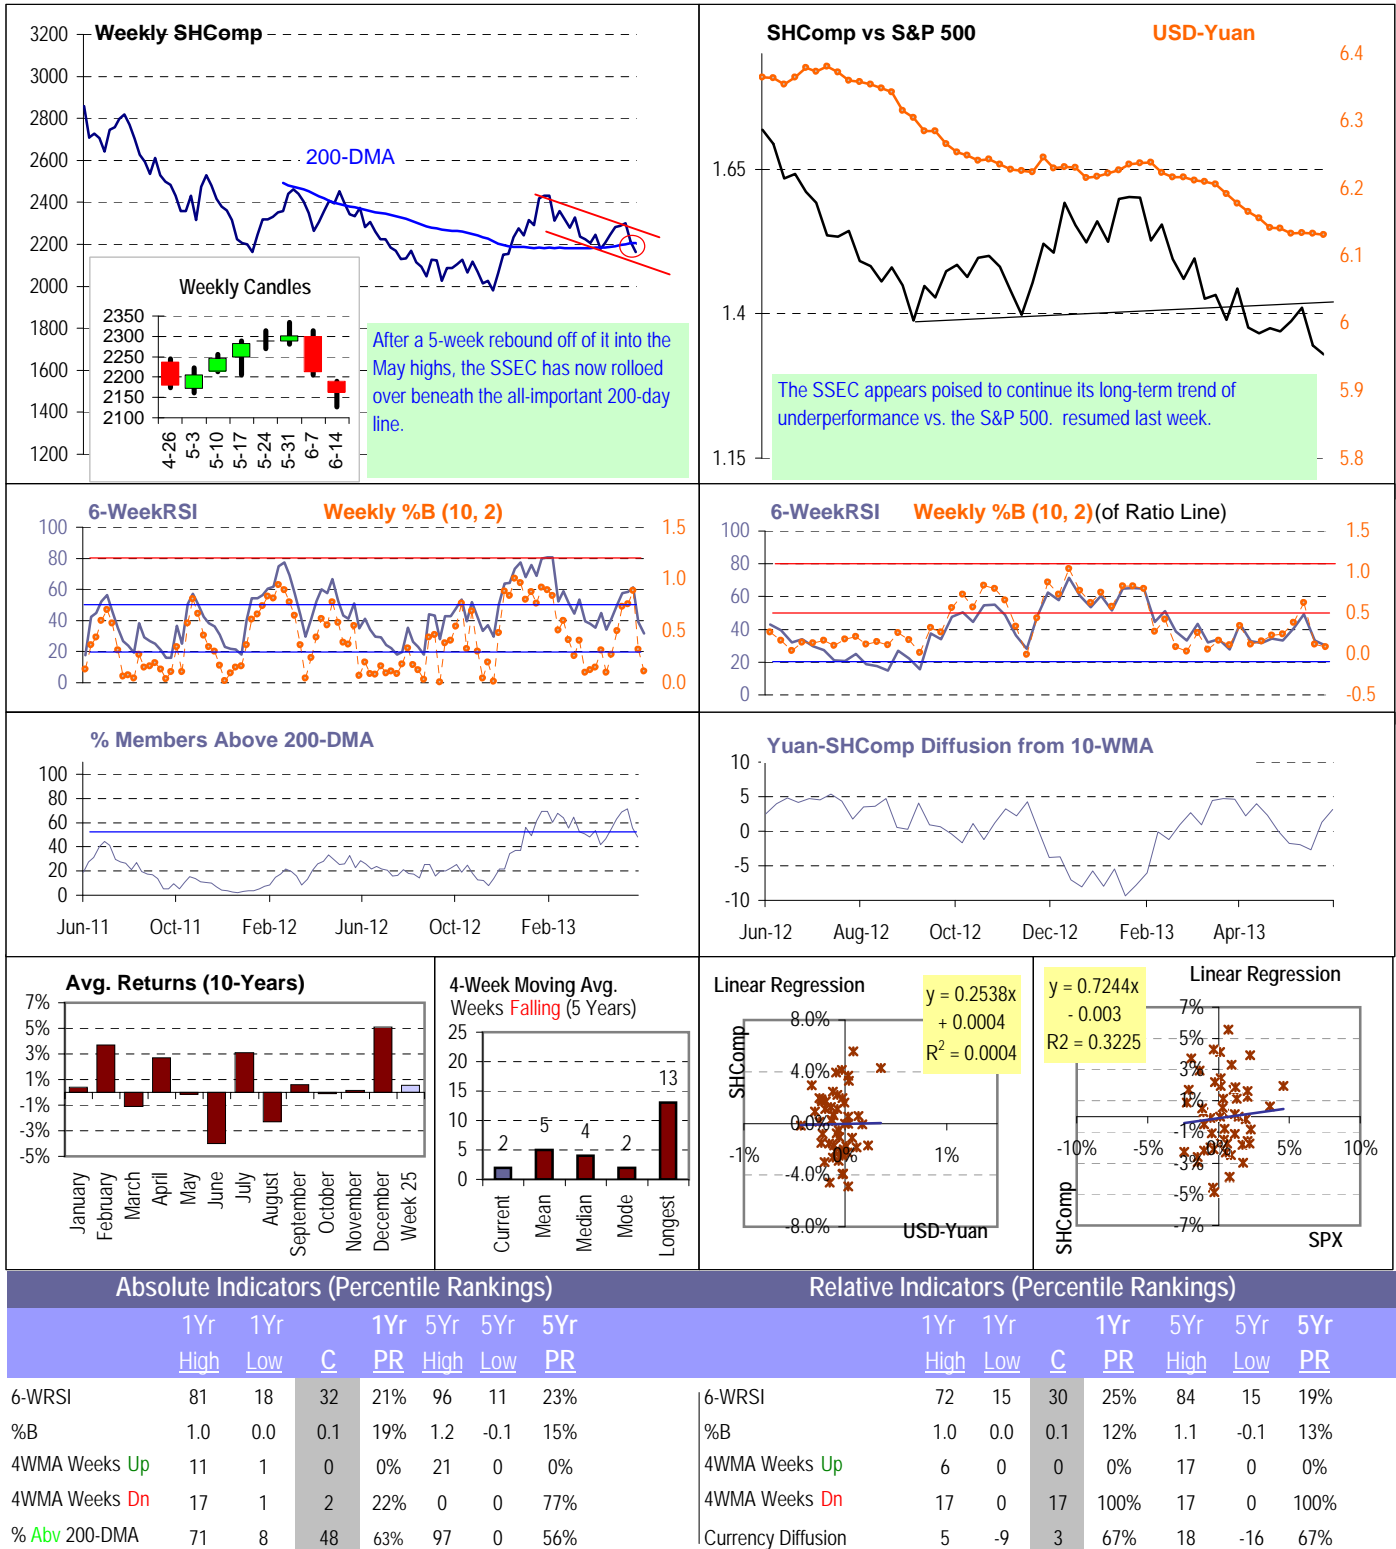 Weekly SHComp
3200
3000
2800
2600
2400
2200
2000
1800
1600
1400
1200
200-DMA
Weekly Candles
2350
2300
2250
2200
2150
2100
4-26
5-3
5-10
5-17
5-24
5-31
6-7
6-14
After a 5-week rebound off of it into the
May highs, the SSEC has now rolloed
over beneath the all-important 200-day
line.
SHComp vs S&P 500
USD-Yuan
1.65
1.4
1.15
6.4
6.3
6.2
6.1
6
5.9
5.8
The SSEC appears poised to continue its long-term trend of
underperformance vs. the S&P 500.  resumed last week.
6-WeekRSI
Weekly %B (10, 2)
100
80
60
40
20
0
1.5
1.0
0.5
0.0
6-WeekRSI
Weekly %B (10, 2)(of Ratio Line)
100
80
60
40
20
0
1.5
1.0
0.5
0.0
-0.5
% Members Above 200-DMA
100
80
60
40
20
0
Jun-11
Oct-11
Feb-12
Jun-12
Oct-12
Feb-13
Yuan-SHComp Diffusion from 10-WMA
10
5
0
-5
-10
Jun-12
Aug-12
Oct-12
Dec-12
Feb-13
Apr-13
Avg. Returns (10-Years)
7%
5%
3%
1%
-1%
-3%
-5%
January
February
March
April
May
June
July
August
September
October
November
December
Week 25
4-Week Moving Avg.
Weeks Falling (5 Years)
25
20
15
10
5
0
2
5
4
2
13
Current
Mean
Median
Mode
Longest
Linear Regression
y = 0.2538x
+ 0.0004
R2 = 0.0004
SHComp
8.0%
4.0%
0.0%
-4.0%
-8.0%
-1%
0%
1%
USD-Yuan
Linear Regression
y = 0.7244x
- 0.003
R2 = 0.3225
7%
5%
3%
1%
-1%
-3%
-5%
-7%
-10%
-5%
0%
5%
10%
SHComp
SPX
Absolute Indicators (Percentile Rankings)
1Yr 1Yr 1Yr 5Yr 5Yr 5Yr
High Low C PR High Low PR
6-WRSI 81 18 32 21% 96 11 23%
%B 1.0 0.0 0.1 19% 1.2 -0.1 15%
4WMA Weeks Up 11 1 0 0% 21 0 0%
4WMA Weeks Dn 17 1 2 22% 0 0 77%
% Abv 200-DMA 71 8 48 63% 97 0 56%
Relative Indicators (Percentile Rankings)
1Yr 1Yr 1Yr 5Yr 5Yr 5Yr
High Low C PR High Low PR
6-WRSI 72 15 30 25% 84 15 19%
%B 1.0 0.0 0.1 12% 1.1 -0.1 13%
4WMA Weeks Up 6 0 0 0% 17 0 0%
4WMA Weeks Dn 17 0 17 100% 17 0 100%
Currency Diffusion 5 -9 3 67% 18 -16 67%